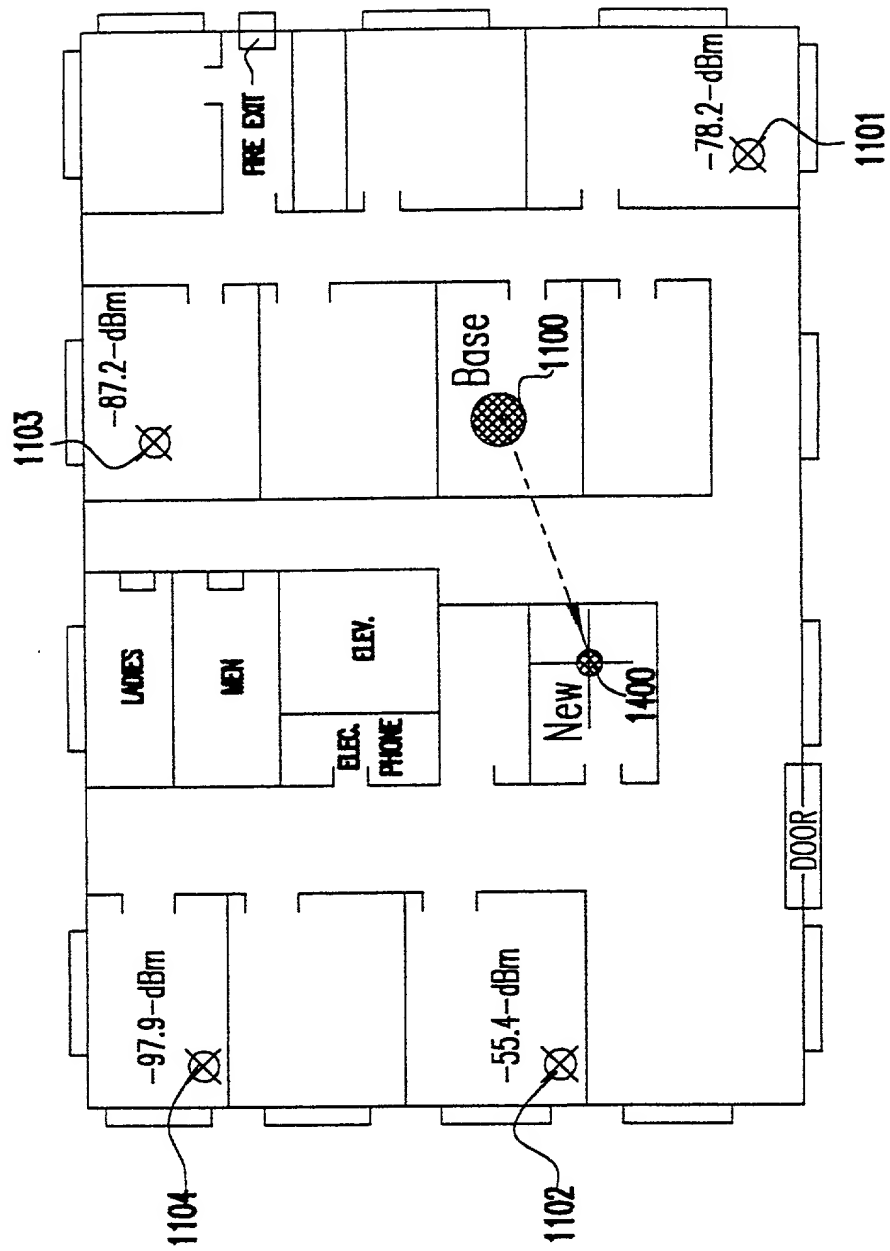 1103
-87.2-dBm
LADIES
-97.9-dBm
1104
MEN
FIRE EXIT
ELEC.
PHONE
ELEV.
Base
1100
-55.4-dBm
1102
New
1400
-78.2-dBm
DOOR
1101